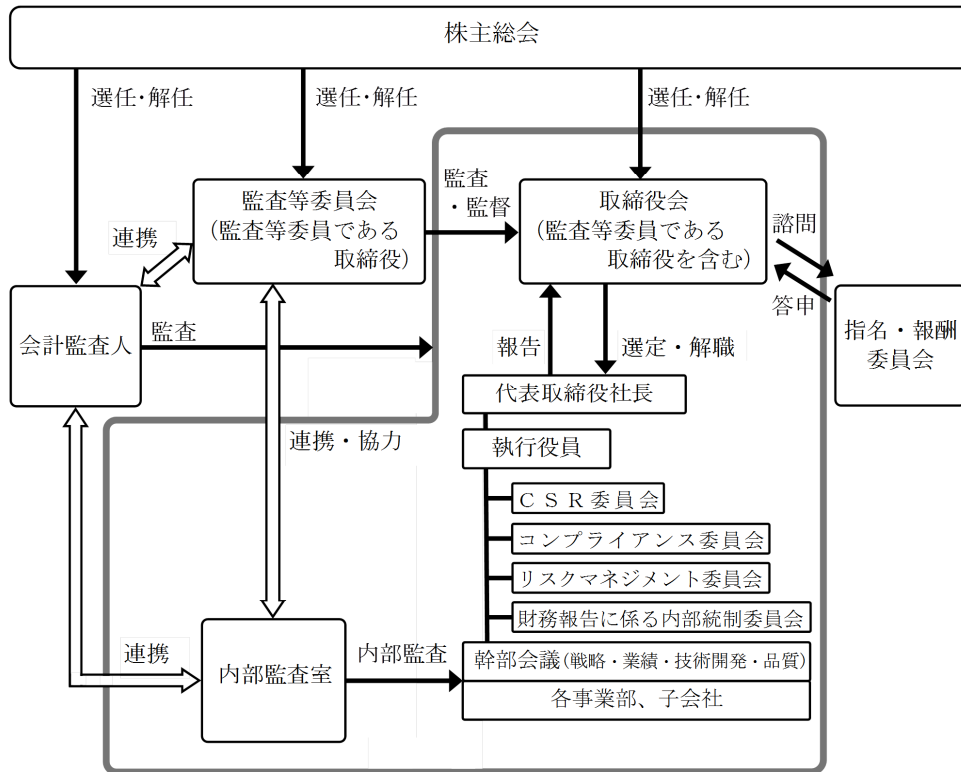 株主総会
選任・解任
選任・解任
選任・解任
監査等委員会
(監査等委員である
取締役)
監査
・監督
取締役会
(監査等委員である
取締役を含む)
諮問
答申
連携
会計監査人
監査
指名・報酬
委員会
報告
選定・解職
代表取締役社長
連携・協力
執行役員
CSR委員会
コンプライアンス委員会
リスクマネジメント委員会
財務報告に係る内部統制委員会
連携
内部監査室
内部監査
幹部会議(戦略・業績・技術開発・品質)
各事業部、子会社